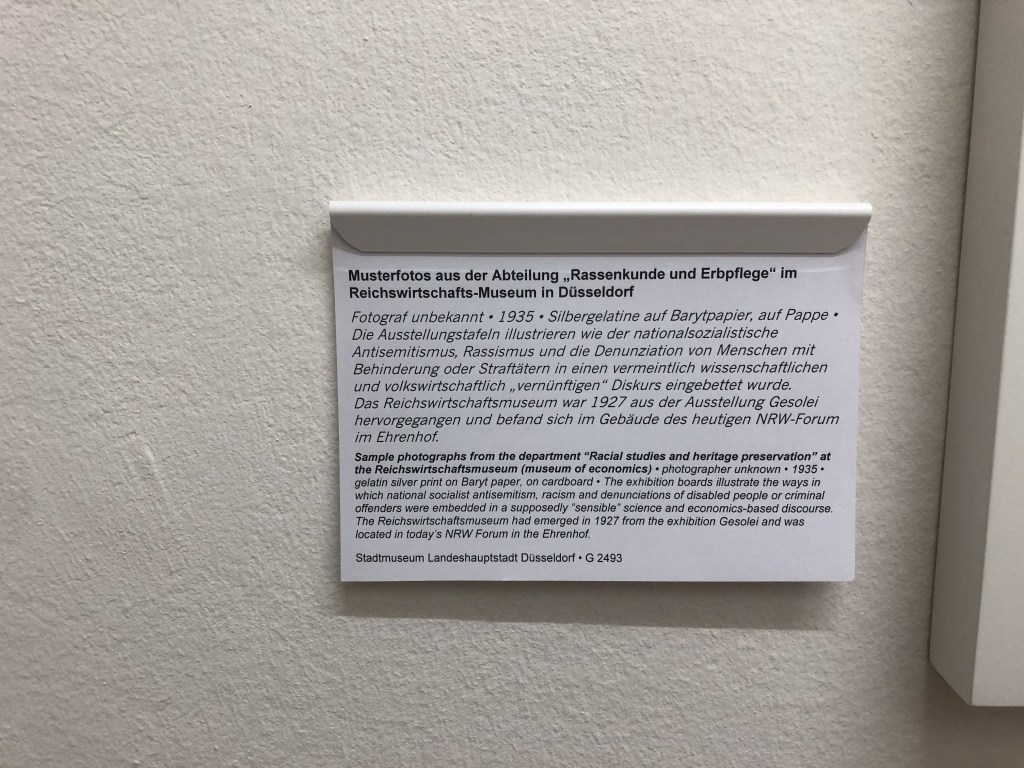 Musterfotos aus der Abteilung „Rassenkunde und Erbpflege“ im
Reichswirtschafts-Museum in Düsseldorf
Fotograf unbekannt • 1935 • Silbergelatine auf Barytpapier, auf Pappe •
Die Ausstellungstafeln illustrieren wie der nationalsozialistische
Antisemitismus, Rassismus und die Denunziation von Menschen mit
Behinderung oder Straftätern in einen vermeintlich wissenschaftlichen
und volkswirtschaftlich „vernünftigen“ Diskurs eingebettet wurde.
Das Reichswirtschaftsmuseum war 1927 aus der Ausstellung Gesolei
hervorgegangen und befand sich im Gebäude des heutigen NRW-Forum
im Ehrenhof.
Sample photographs from the department “Racial studies and heritage preservation” at
the Reichswirtschaftsmuseum (museum of economics) • photographer unknown • 1935 •
gelatin silver print on Baryt paper, on cardboard • The exhibition boards illustrate the ways in
which national socialist antisemitism, racism and denunciations of disabled people or criminal
offenders were embedded in a supposedly “sensible” science and economics-based discourse.
The Reichswirtschaftsmuseum had emerged in 1927 from the exhibition Gesolei and was
located in today’s NRW Forum in the Ehrenhof.
Stadtmuseum Landeshauptstadt Düsseldorf • G 2493